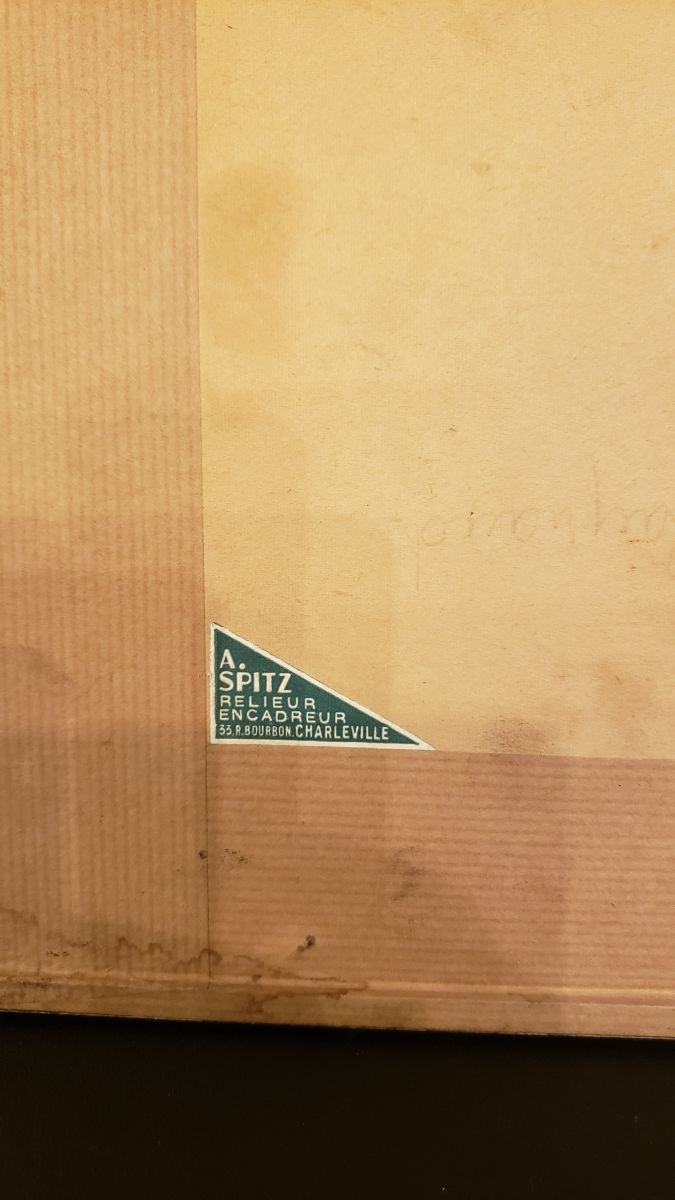 A.
SPITZ
RELIEUR
ENCADREUR
33,R.BOURBON.CHARLEVILLE